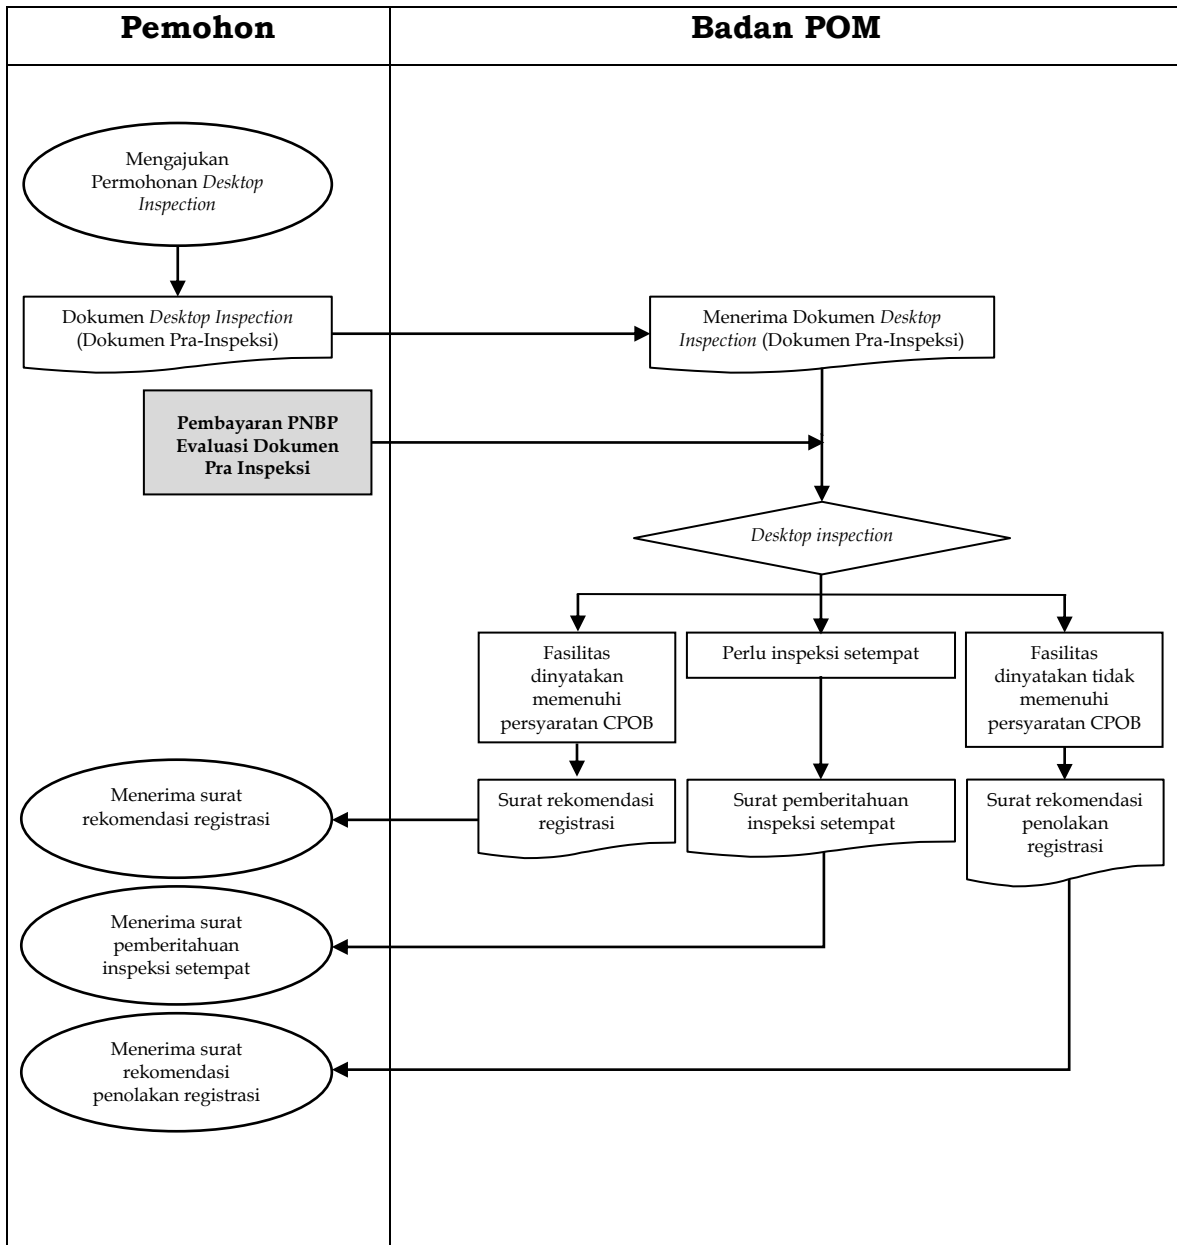 Pemohon
Badan POM
Mengajukan
Permohonan Desktop
Inspection
Dokumen Desktop Inspection
(Dokumen Pra-Inspeksi)
Menerima Dokumen Desktop
Inspection (Dokumen Pra-Inspeksi)
Pembayaran PNBP
Evaluasi Dokumen
Pra Inspeksi
Desktop inspection
Fasilitas
dinyatakan
memenuhi
persyaratan CPOB
Perlu inspeksi setempat
Fasilitas
dinyatakan tidak
memenuhi
persyaratan CPOB
Menerima surat
rekomendasi registrasi
Surat rekomendasi
registrasi
Surat pemberitahuan
inspeksi setempat
Surat rekomendasi
penolakan
registrasi
Menerima surat
pemberitahuan
inspeksi setempat
Menerima surat
rekomendasi
penolakan registrasi